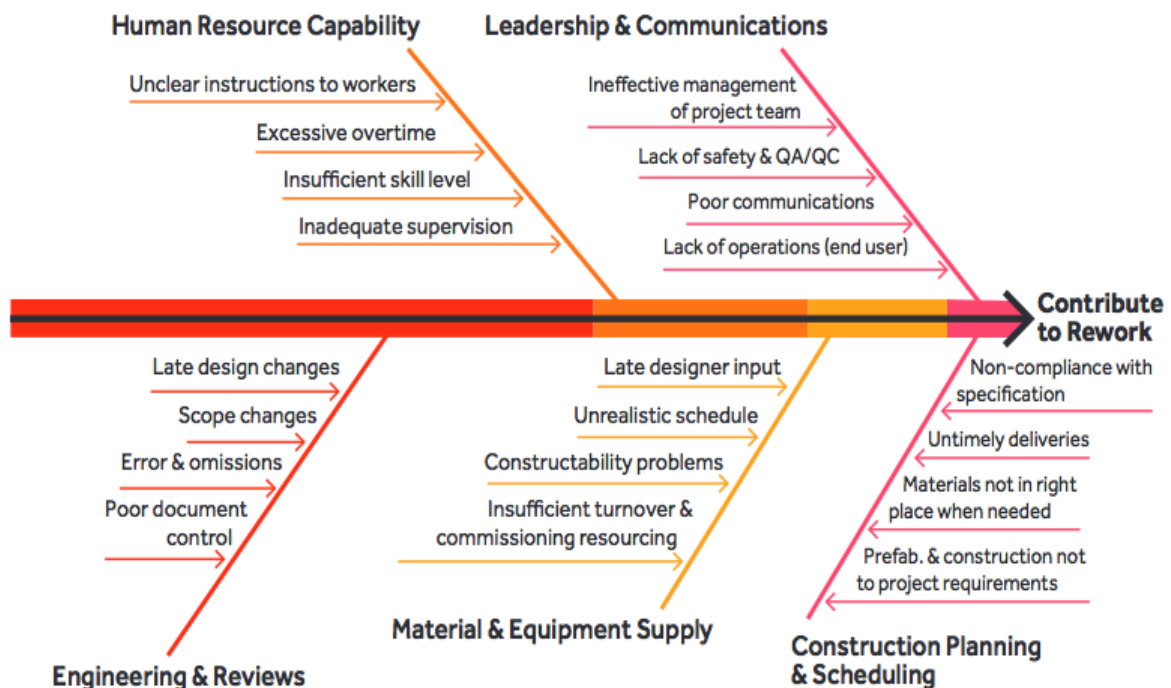 Human Resource Capability
Unclear instructions to workers
Excessive overtime
Insufficient skill level
Inadequate supervision
Leadership & Communications
Ineffective management
of project team
Lack of safety & QA/QC
Poor communications
Lack of operations (end user)
Contribute
to Rework
Late design changes
Scope changes
Error & omissions
Poor document
control
Engineering & Reviews
Late designer input
Unrealistic schedule
Constructability problems
Insufficient turnover &
commissioning resourcing
Material & Equipment Supply
Non-compliance with
specification
Untimely deliveries
Materials not in right
place when needed
Prefab. & construction not
to project requirements
Construction Planning
& Scheduling